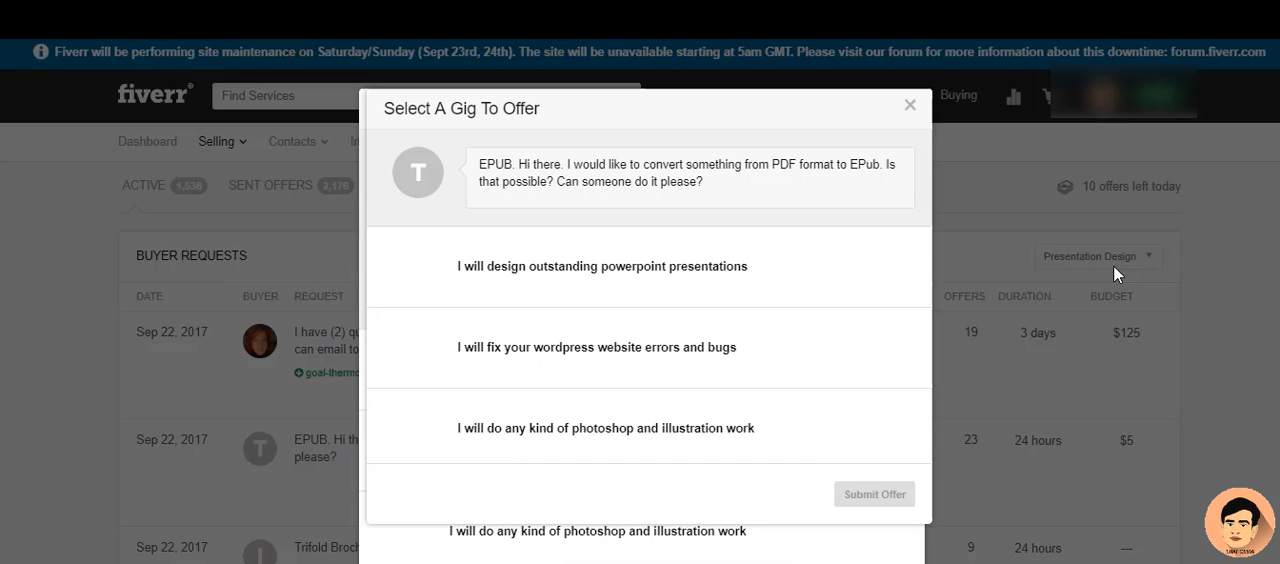 Fiverr will be performing site maintenance on Saturday/Sunday (Sept 23rd, 24th). The site will be unavailable starting at 5am GMT. Please visit our forum for more information about this downtime: forum.fiverr.com
fiverr® Find Services Buying
Select A Gig To Offer ×
Dashboard Selling Contacts
T
EPUB. Hi there. I would like to convert something from PDF format to EPub. Is
that possible? Can someone do it please?
ACTIVE 1,538 SENT OFFERS 2,176 10 offers left today
BUYER REQUESTS Presentation Design
I will design outstanding powerpoint presentations
DATE BUYER REQUEST OFFERS DURATION BUDGET
Sep 22, 2017 I have (2) 19 3 days $125
can email to
I will fix your wordpress website errors and bugs
I will do any kind of photoshop and illustration work
Sep 22, 2017 T EPUB. Hi 23 24 hours $5
please?
Submit Offer
I will do any kind of photoshop and illustration work
Sep 22, 2017 Trifold 9 24 hours ---